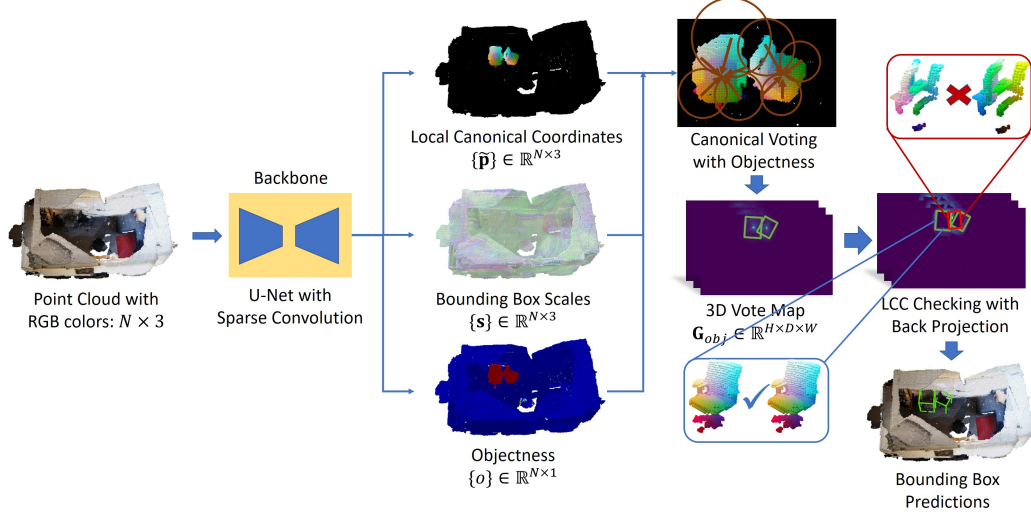 Point Cloud with
RGB colors: N × 3
Backbone
U-Net with
Sparse Convolution
Local Canonical Coordinates
{p̃} ∈ ℝ^{N×3}
Bounding Box Scales
{s} ∈ ℝ^{N×3}
Objectness
{o} ∈ ℝ^{N×1}
Canonical Voting
with Objectness
3D Vote Map
G_{obj} ∈ ℝ^{H×D×W}
LCC Checking with
Back Projection
Bounding Box
Predictions